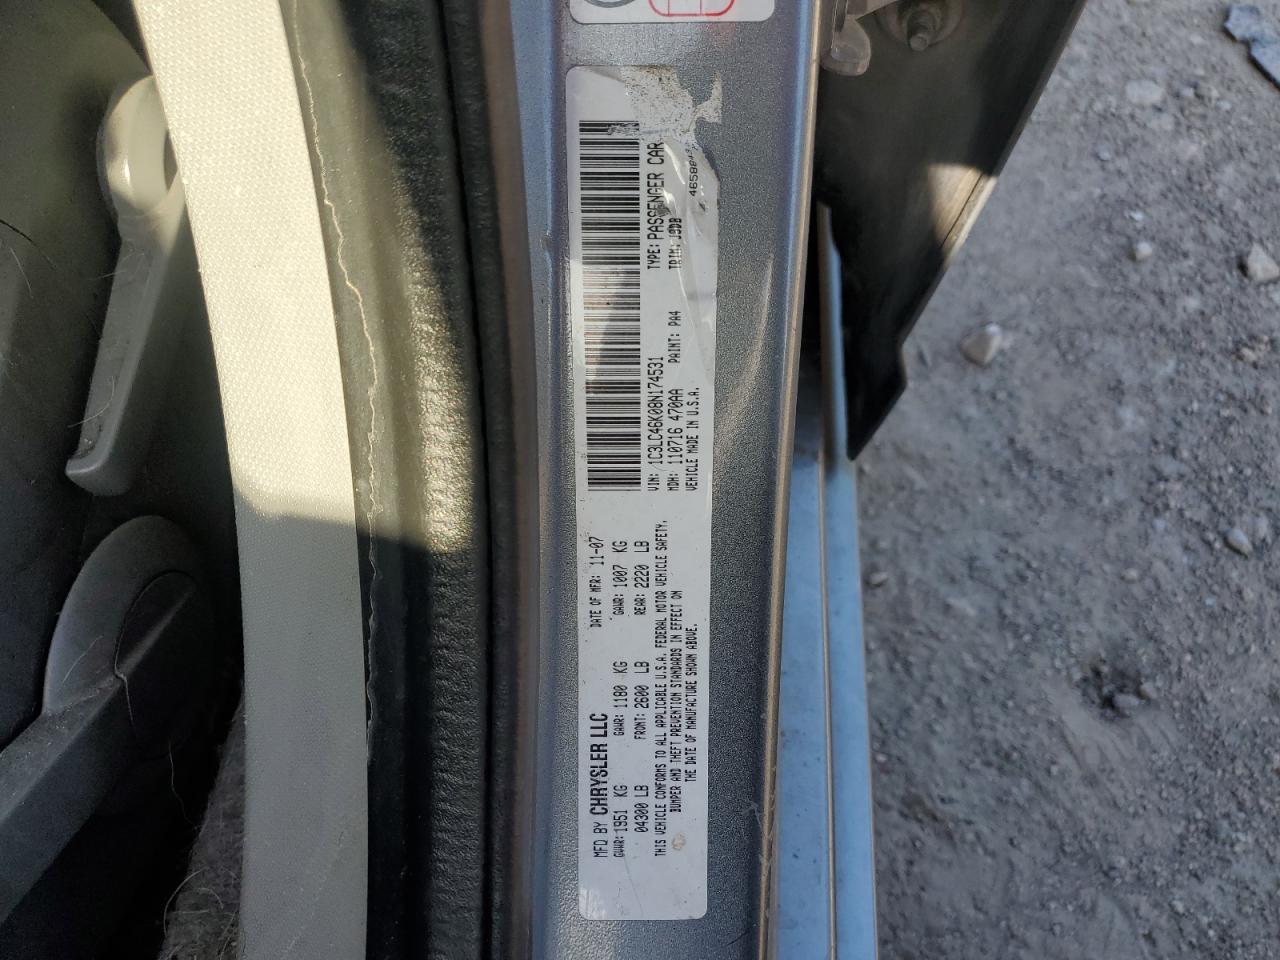 MFD BY CHRYSLER LLC
DATE OF MFR: 11-07
GVWR: 1951 KG
GAWR: 1180 KG
GAWR: 1007 KG
04300 LB
FRONT: 2600 LB
REAR: 2220 LB
THIS VEHICLE CONFORMS TO ALL APPLICABLE U.S.A. FEDERAL MOTOR VEHICLE SAFETY,
BUMPER AND THEFT PREVENTION STANDARDS IN EFFECT ON
THE DATE OF MANUFACTURE SHOWN ABOVE.
VIN: 1C3LC46K08N174531
TYPE: PASSENGER CAR
MDH: 110716 470AA
PAINT: PA4
TRIM: J9DB
VEHICLE MADE IN U.S.A.